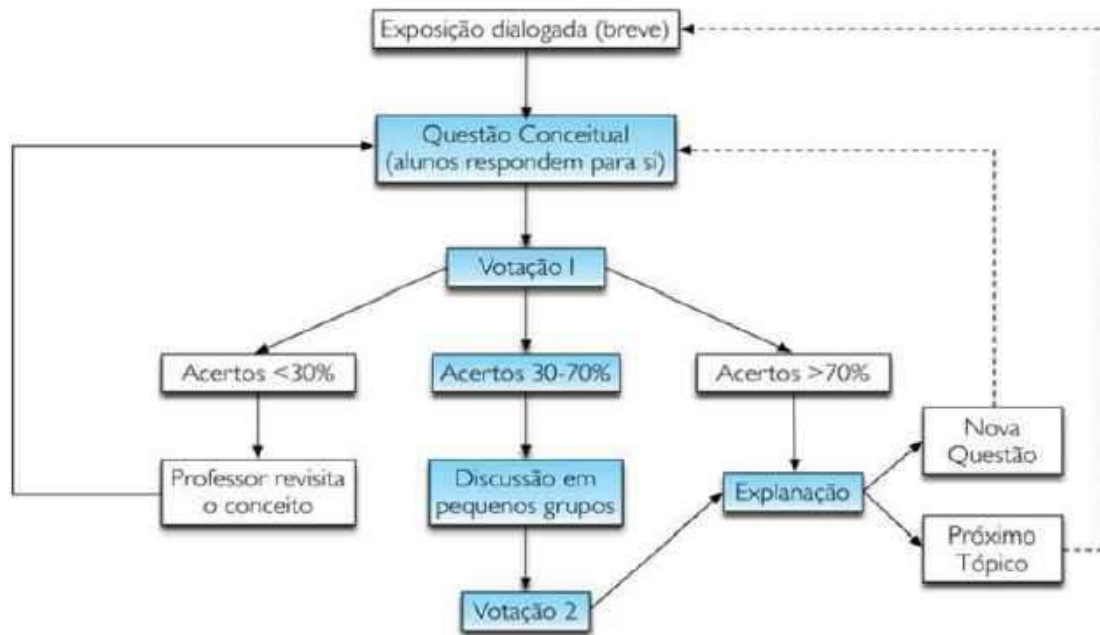 Exposição dialogada (breve)
Questão Conceitual
(alunos respondem para si)
Votação 1
Acertos <30%
Acertos 30-70%
Acertos >70%
Professor revisita
o conceito
Discussão em
pequenos grupos
Explanação
Nova
Questão
Próximo
Tópico
Votação 2